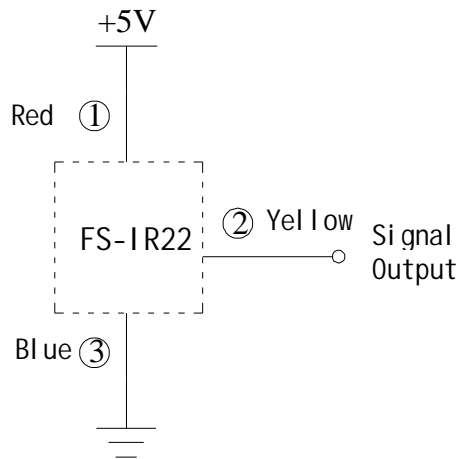 +5V
Red ①
FS-IR22
② Yellow
Signal
Output
Blue ③